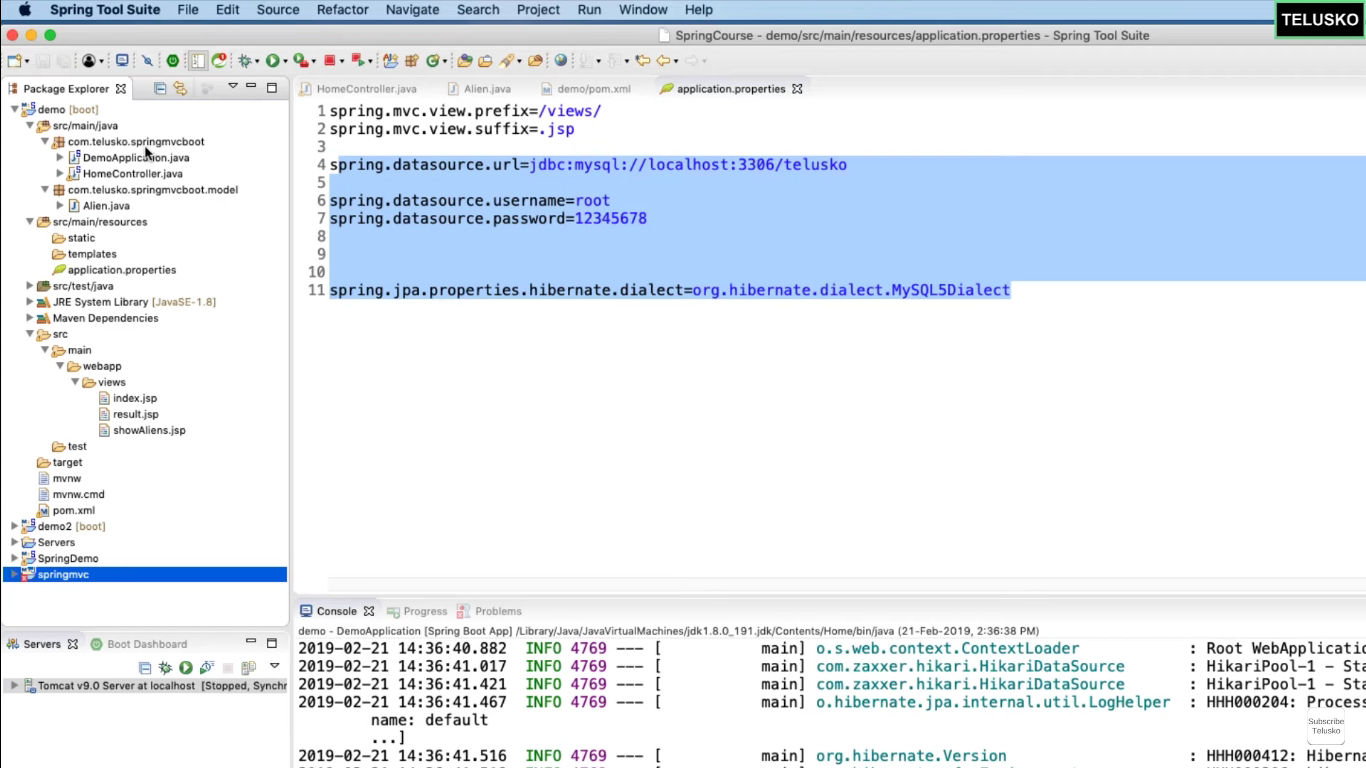 Spring Tool Suite File Edit Source Refactor Navigate Search Project Run Window Help
TELUSKO
SpringCourse - demo/src/main/resources/application.properties - Spring Tool Suite
Package Explorer
demo [boot]
src/main/java
com.telusko.springmvcboot
DemoApplication.java
HomeController.java
com.telusko.springmvcboot.model
Alien.java
src/main/resources
static
templates
application.properties
src/test/java
JRE System Library [JavaSE-1.8]
Maven Dependencies
src
main
webapp
views
index.jsp
result.jsp
showAliens.jsp
test
target
mvnw
mvnw.cmd
pom.xml
demo2 [boot]
Servers
SpringDemo
springmvc
HomeController.java Alien.java demo/pom.xml application.properties
1 spring.mvc.view.prefix=/views/
2 spring.mvc.view.suffix=.jsp
3
4 spring.datasource.url=jdbc:mysql://localhost:3306/telusko
5
6 spring.datasource.username=root
7 spring.datasource.password=12345678
8
9
10
11 spring.jpa.properties.hibernate.dialect=org.hibernate.dialect.MySQL5Dialect
Servers Boot Dashboard
Tomcat v9.0 Server at localhost [Stopped, Synchr
Console Progress Problems
demo - DemoApplication [Spring Boot App] /Library/Java/JavaVirtualMachines/jdk1.8.0_191.jdk/Contents/Home/bin/java (21-Feb-2019, 2:36:38 PM)
2019-02-21 14:36:40.882 INFO 4769 --- [ main] o.s.web.context.ContextLoader : Root WebApplicatio
2019-02-21 14:36:41.017 INFO 4769 --- [ main] com.zaxxer.hikari.HikariDataSource : HikariPool-1 - Sta
2019-02-21 14:36:41.421 INFO 4769 --- [ main] com.zaxxer.hikari.HikariDataSource : HikariPool-1 - Sta
2019-02-21 14:36:41.467 INFO 4769 --- [ main] o.hibernate.jpa.internal.util.LogHelper : HHH000204: Process
name: default
...]
2019-02-21 14:36:41.516 INFO 4769 --- [ main] org.hibernate.Version : HHH000412: Hiberna
Subscribe
Telusko